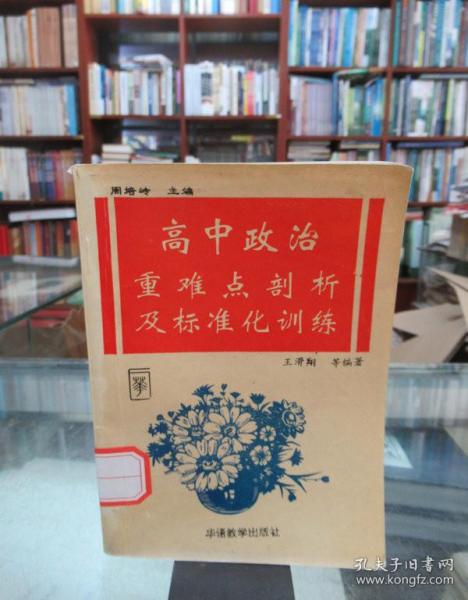 周培岭 主编
高中政治
重难点剖析
及标准化训练
王滑翔 等编著
华
华语教学出版社
孔夫子旧书网
www.kongfz.com